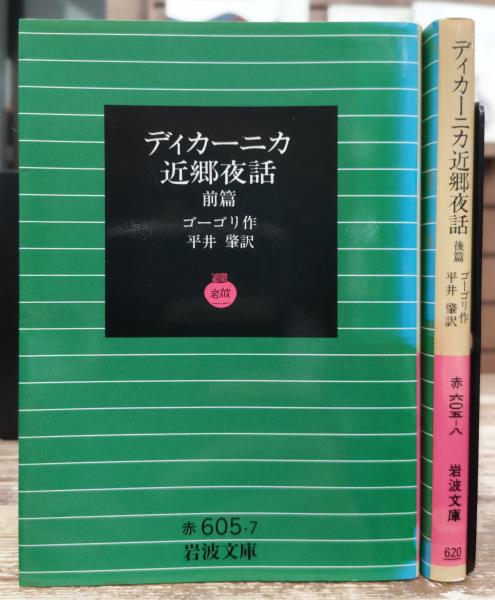 ディカーニカ
近郷夜話
前篇
ゴーゴリ作
平井 肇訳
岩波
赤 605-7
岩波文庫
ディカーニカ近郷夜話 後篇
ゴーゴリ作
平井 肇訳
赤 六〇五-八
岩波文庫
620